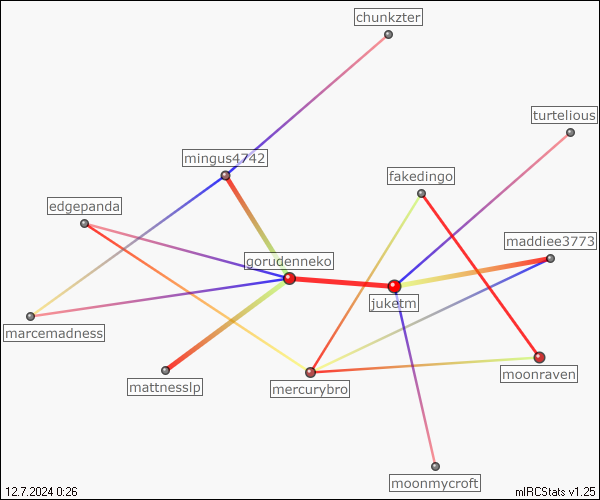 chunkzter
turtelious
mingus4742
fakedingo
edgepanda
maddiee3773
gorudenneko
juketm
marcemadness
moonraven
mattnesslp
mercurybro
moonmycroft
12.7.2024 0:26
mIRCStats v1.25